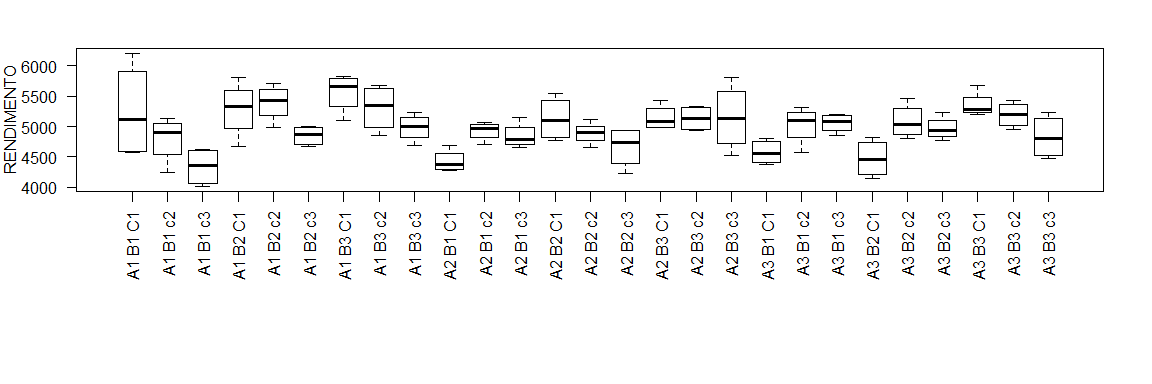 RENDIMENTO
6000
5500
5000
4500
4000
A1 B1 C1
A1 B1 c2
A1 B1 c3
A1 B2 C1
A1 B2 c2
A1 B2 c3
A1 B3 C1
A1 B3 c2
A1 B3 c3
A2 B1 C1
A2 B1 c2
A2 B1 c3
A2 B2 C1
A2 B2 c2
A2 B2 c3
A2 B3 C1
A2 B3 c2
A2 B3 c3
A3 B1 C1
A3 B1 c2
A3 B1 c3
A3 B2 C1
A3 B2 c2
A3 B2 c3
A3 B3 C1
A3 B3 c2
A3 B3 c3